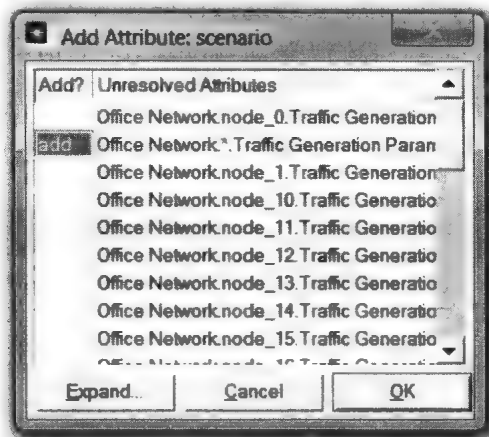 Add Attribute: scenario
Add? Unresolved Attributes
Office Network.node_0.Traffic Generation
add Office Network.*.Traffic Generation Param
Office Network.node_1.Traffic Generation
Office Network.node_10.Traffic Generatio
Office Network.node_11.Traffic Generatio
Office Network.node_12.Traffic Generatio
Office Network.node_13.Traffic Generatio
Office Network.node_14.Traffic Generatio
Office Network.node_15.Traffic Generatio
Expand... Cancel OK